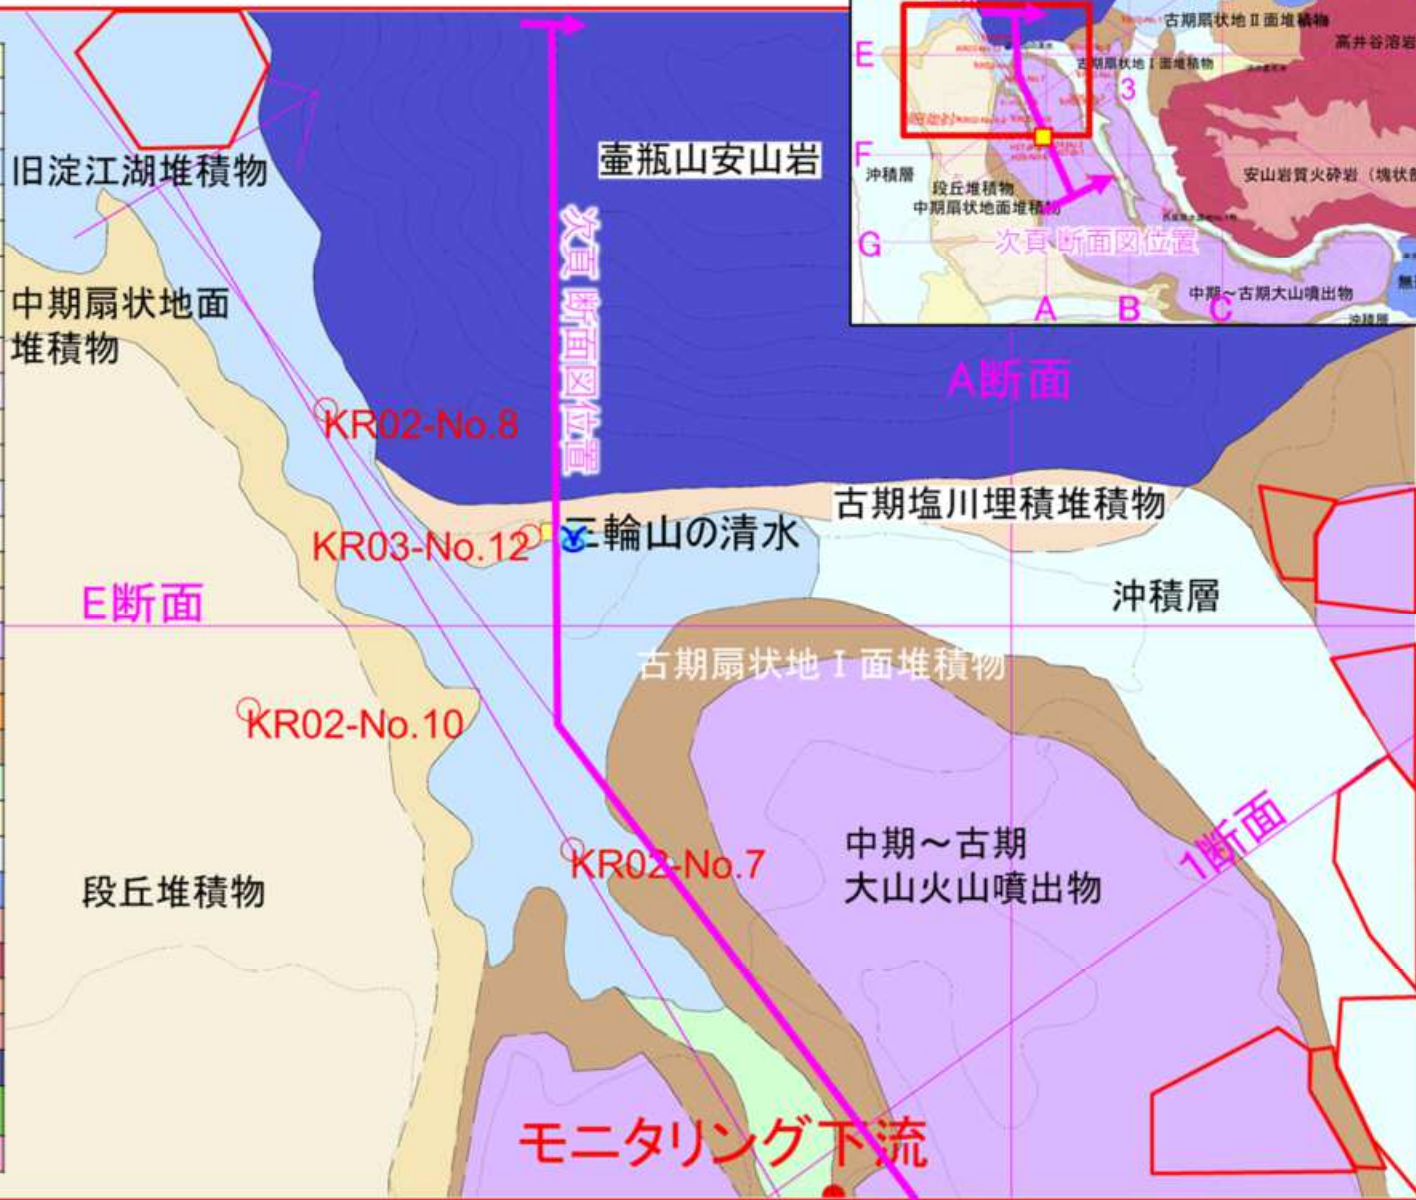 旧淀江湖堆積物
壷瓶山安山岩
次頁 断面図位置
中期扇状地面
堆積物
A断面
KR02-No.8
古期塩川埋積堆積物
KR03-No.12
三輪山の清水
E断面
沖積層
古期扇状地Ⅰ面堆積物
KR02-No.10
KR02-No.7
1断面
中期～古期
大山火山噴出物
段丘堆積物
モニタリング下流
古期扇状地Ⅱ面堆積物
高井谷溶岩
E
古期扇状地Ⅰ面堆積物
3
F
沖積層
段丘堆積物
中期扇状地面堆積物
安山岩質火砕岩（塊状部
G
次頁 断面図位置
中期～古期大山噴出物
A
B
C
沖積層